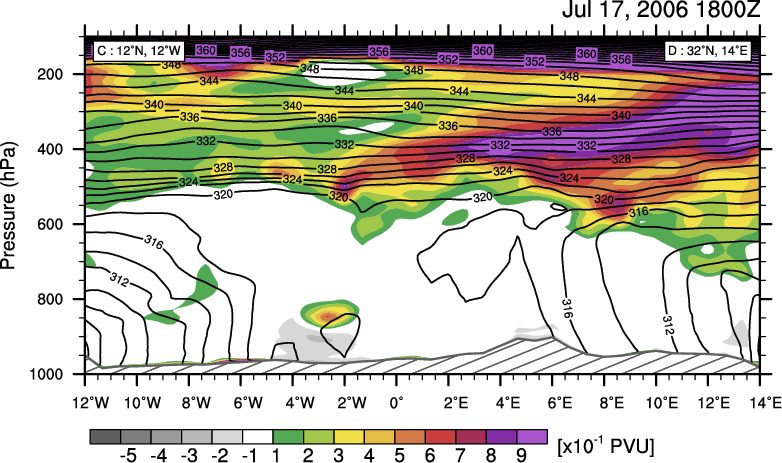 Jul 17, 2006 1800Z
C : 12°N, 12°W
D : 32°N, 14°E
360 356 352 356 352 360 352 360 356
348 348 348 348
344 344 344 344
340 340 340 340
336 336 336 336
332 332 332 332
328 328 328 328
324 324 324 324
320 320 320 320
316 316 316
312 312
Pressure (hPa)
200
400
600
800
1000
12°W 10°W 8°W 6°W 4°W 2°W 0° 2°E 4°E 6°E 8°E 10°E 12°E 14°E
-5 -4 -3 -2 -1 1 2 3 4 5 6 7 8 9
[x10⁻¹ PVU]